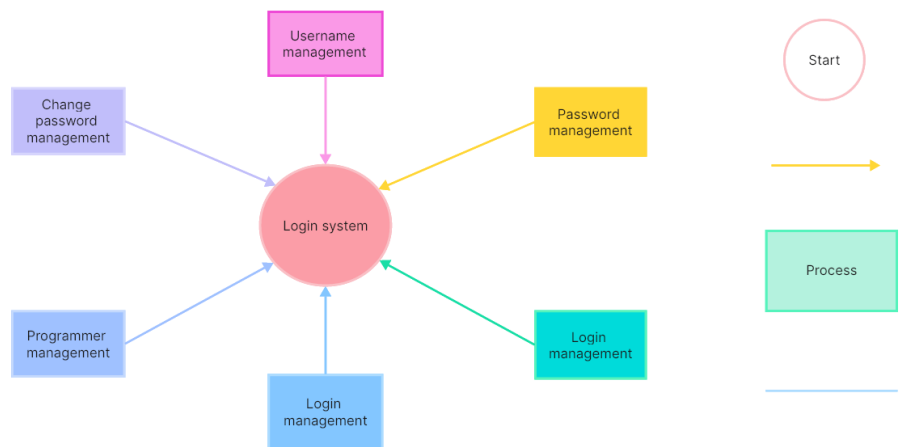 Username
management
Start
Change
password
management
Password
management
Login system
Process
Programmer
management
Login
management
Login
management